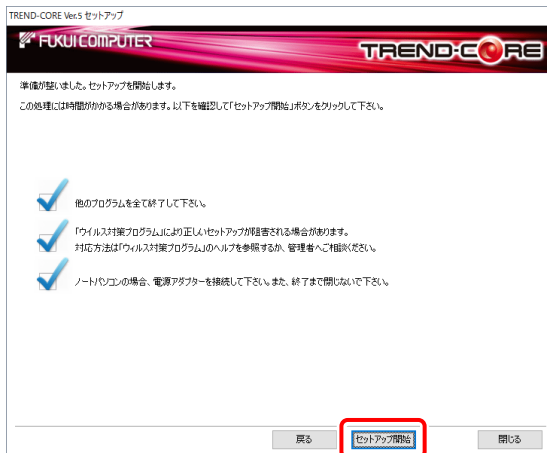 TREND-CORE Ver.5 セットアップ
FUKUI COMPUTER
TREND-CORE
準備が整いました。セットアップを開始します。
この処理には時間がかかる場合があります。以下を確認して「セットアップ開始」ボタンをクリックして下さい。
他のプログラムを全て終了して下さい。
「ウイルス対策プログラム」により正しいセットアップが阻害される場合があります。
対応方法は「ウィルス対策プログラム」のヘルプを参照するか、管理者へご相談ください。
ノートパソコンの場合、電源アダプターを接続して下さい。また、終了まで閉じないで下さい。
戻る
セットアップ開始
閉じる